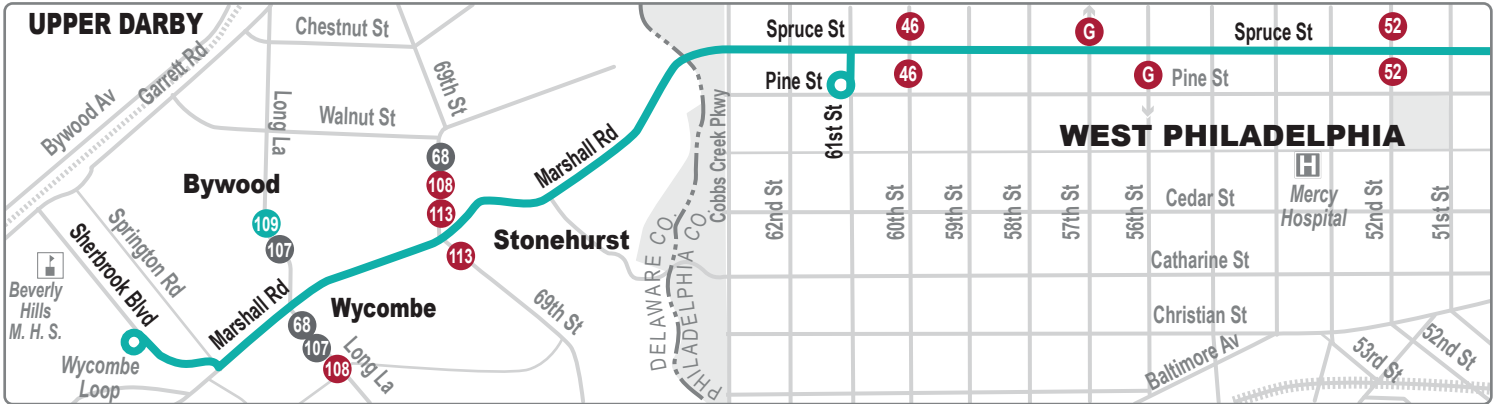 UPPER DARBY
Chestnut St
Garrett Rd
Bywood Av
69th St
Long La
Walnut St
68
108
113
Marshall Rd
Bywood
109
107
Stonehurst
113
Springton Rd
Sherbrook Blvd
Beverly
Hills
M. H. S.
Marshall Rd
Wycombe
68
107
108
Long La
69th St
Wycombe
Loop
DELAWARE CO.
PHILADELPHIA CO.
Cobbs Creek Pkwy
Spruce St
46
G
Spruce St
52
Pine St
46
G
Pine St
52
61st St
WEST PHILADELPHIA
H
Mercy
Hospital
62nd St
60th St
59th St
58th St
57th St
56th St
Cedar St
52nd St
51st St
Catharine St
Christian St
Baltimore Av
53rd St
52nd St